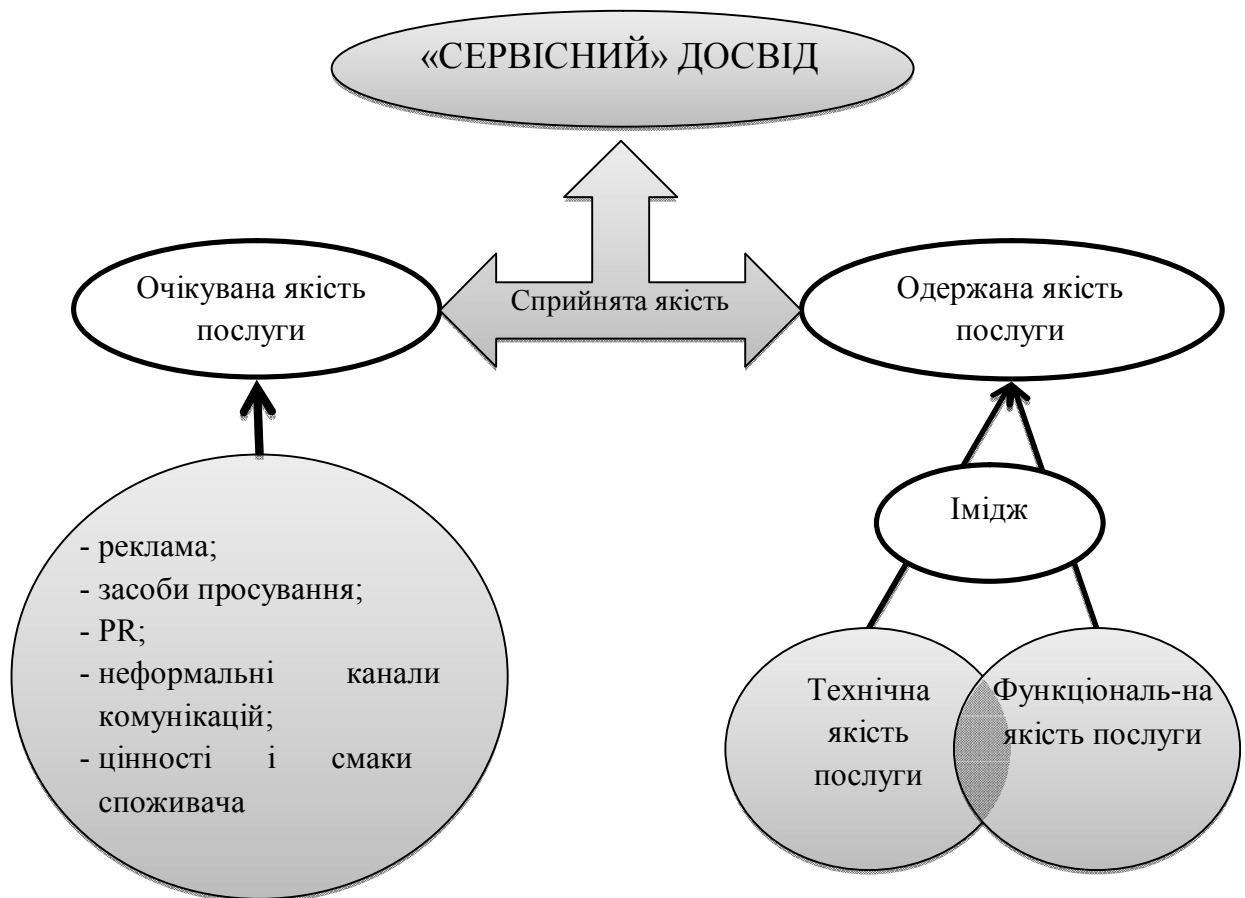 «СЕРВІСНИЙ» ДОСВІД
Очікувана якість
послуги
Сприйнята якість
Одержана якість
послуги
Імідж
- реклама;
- засоби просування;
- PR;
- неформальні канали
комунікацій;
- цінності і смаки
споживача
Технічна
якість
послуги
Функціональ-на
якість послуги